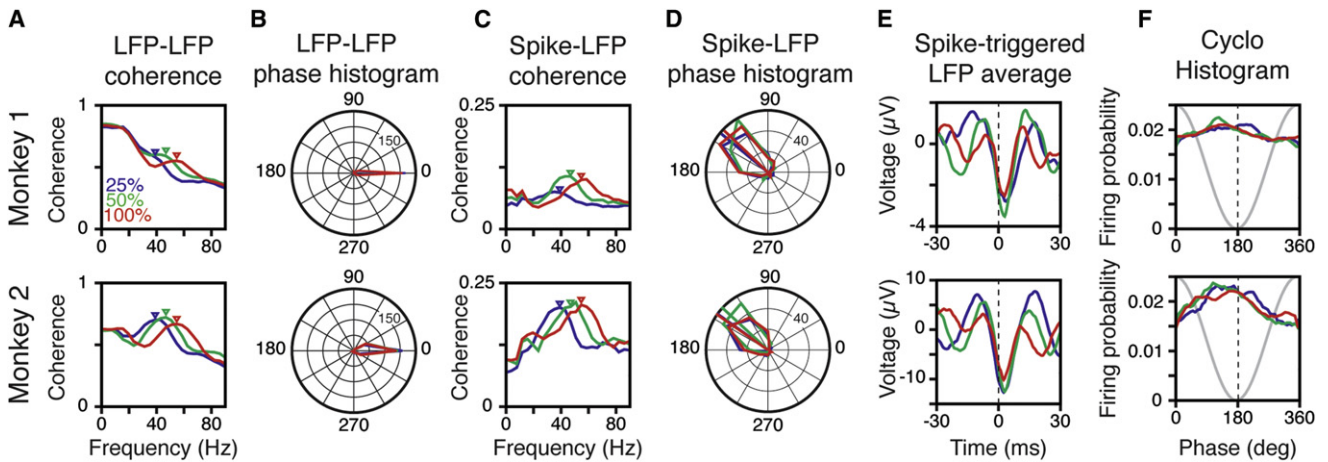 A
B
C
D
E
F
LFP-LFP
coherence
LFP-LFP
phase histogram
Spike-LFP
coherence
Spike-LFP
phase histogram
Spike-triggered
LFP average
Cyclo
Histogram
Monkey 1
Coherence
1
0
25%
50%
100%
0 40 80
90
150
180
0
270
Coherence
0.25
0
0 40 80
90
40
180
0
270
Voltage (µV)
0
-4
-30 0 30
Firing probability
0.02
0.01
0
0 180 360
Monkey 2
Coherence
1
0
0 40 80
Frequency (Hz)
90
150
180
0
270
Coherence
0.25
0
0 40 80
Frequency (Hz)
90
40
180
0
270
Voltage (µV)
10
0
-10
-30 0 30
Time (ms)
Firing probability
0.02
0.01
0
0 180 360
Phase (deg)